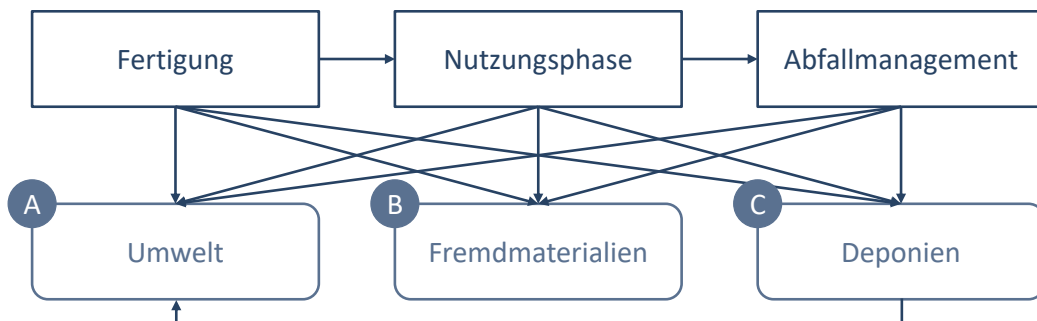 Fertigung
Nutzungsphase
Abfallmanagement
A
B
C
Umwelt
Fremdmaterialien
Deponien